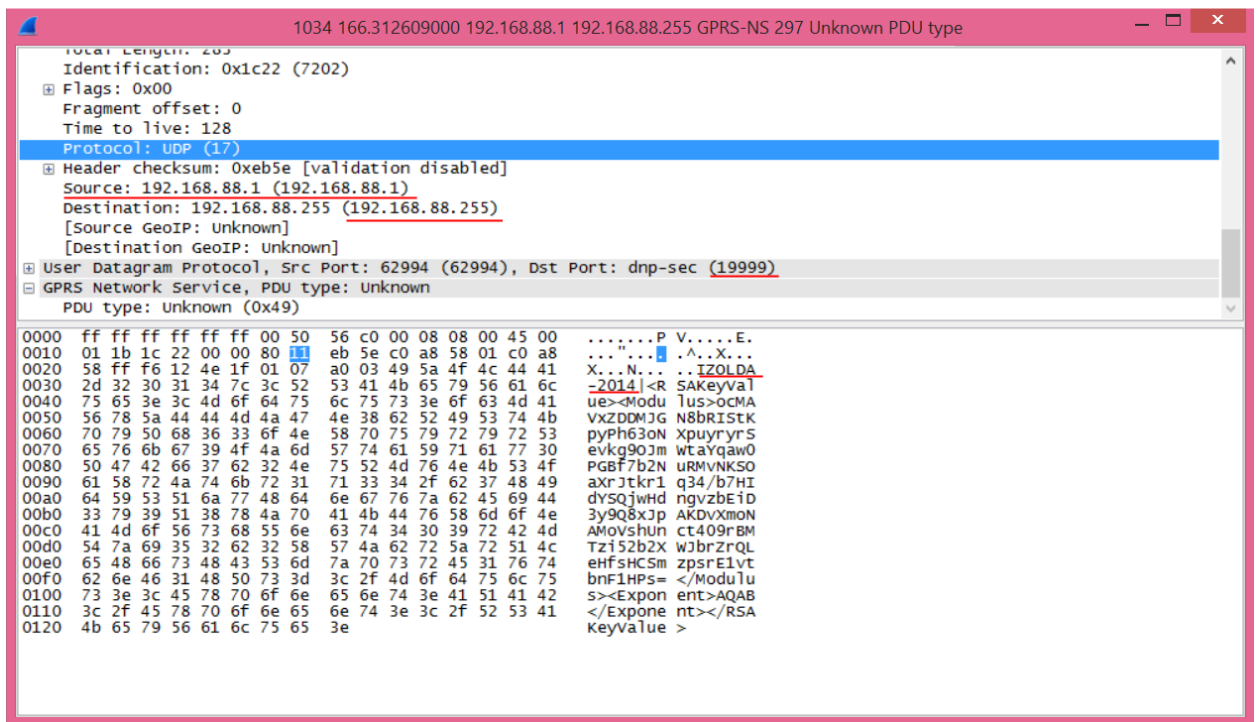 1034 166.312609000 192.168.88.1 192.168.88.255 GPRS-NS 297 Unknown PDU type
Total Length: 283
Identification: 0x1c22 (7202)
Flags: 0x00
Fragment offset: 0
Time to live: 128
Protocol: UDP (17)
Header checksum: 0xeb5e [validation disabled]
Source: 192.168.88.1 (192.168.88.1)
Destination: 192.168.88.255 (192.168.88.255)
[Source GeoIP: Unknown]
[Destination GeoIP: Unknown]
User Datagram Protocol, Src Port: 62994 (62994), Dst Port: dnp-sec (19999)
GPRS Network Service, PDU type: Unknown
PDU type: Unknown (0x49)
0000 ff ff ff ff ff ff 00 50 56 c0 00 08 08 00 45 00 .......P V.....E.
0010 01 1b 1c 22 00 00 80 11 eb 5e c0 a8 58 01 c0 a8 ...".... .^..X...
0020 58 ff f6 12 4e 1f 01 07 a0 03 49 5a 4f 4c 44 41 X...N... ..IZOLDA
0030 2d 32 30 31 34 7c 3c 52 53 41 4b 65 79 56 61 6c -2014|<R SAKeyVal
0040 75 65 3e 3c 4d 6f 64 75 6c 75 73 3e 6f 63 4d 41 ue><Modu lus>ocMA
0050 56 78 5a 44 44 4d 4a 47 4e 38 62 52 49 53 74 4b VxZDDMJG N8bRIStK
0060 70 79 50 68 36 33 6f 4e 58 70 75 79 72 79 72 53 pyPh63oN XpuyryrS
0070 65 76 6b 67 39 4f 4a 6d 57 74 61 59 71 61 77 30 evkg9OJm WtaYqaw0
0080 50 47 42 66 37 62 32 4e 75 52 4d 76 4e 4b 53 4f PGBf7b2N uRMvNKSO
0090 61 58 72 4a 74 6b 72 31 71 33 34 2f 62 37 48 49 aXrJtkr1 q34/b7HI
00a0 64 59 53 51 6a 77 48 64 6e 67 76 7a 62 45 69 44 dYSQjwHd ngvzbEiD
00b0 33 79 39 51 38 78 4a 70 41 4b 44 76 58 6d 6f 4e 3y9Q8xJp AKDvXmoN
00c0 41 4d 6f 56 73 68 55 6e 63 74 34 30 39 72 42 4d AMoVshUn ct409rBM
00d0 54 7a 69 35 32 62 32 58 57 4a 62 72 5a 72 51 4c Tzi52b2X WJbrZrQL
00e0 65 48 66 73 48 43 53 6d 7a 70 73 72 45 31 76 74 eHfsHCSm zpsrE1vt
00f0 62 6e 46 31 48 50 73 3d 3c 2f 4d 6f 64 75 6c 75 bnF1HPs= </Modulu
0100 73 3e 3c 45 78 70 6f 6e 65 6e 74 3e 41 51 41 42 s><Expon ent>AQAB
0110 3c 2f 45 78 70 6f 6e 65 6e 74 3e 3c 2f 52 53 41 </Expone nt></RSA
0120 4b 65 79 56 61 6c 75 65 3e KeyValue >